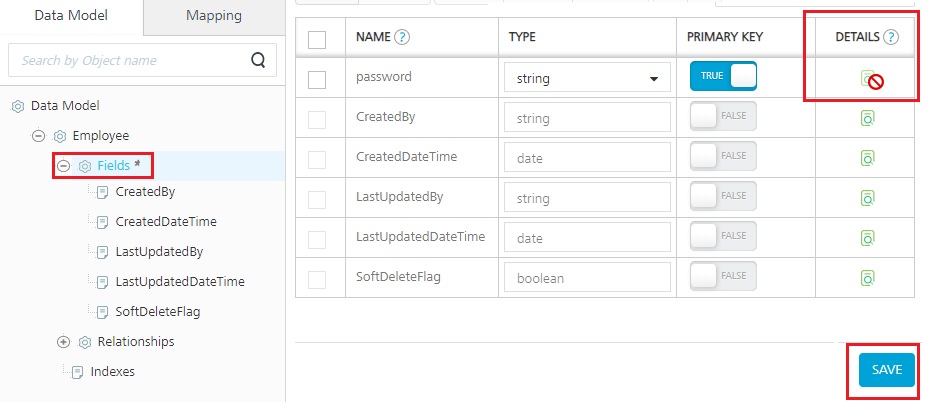 Data Model
Mapping
Search by Object name
Data Model
Employee
Fields *
CreatedBy
CreatedDateTime
LastUpdatedBy
LastUpdatedDateTime
SoftDeleteFlag
Relationships
Indexes
NAME ? TYPE PRIMARY KEY DETAILS ?
password string TRUE
CreatedBy string FALSE
CreatedDateTime date FALSE
LastUpdatedBy string FALSE
LastUpdatedDateTime date FALSE
SoftDeleteFlag boolean FALSE
SAVE